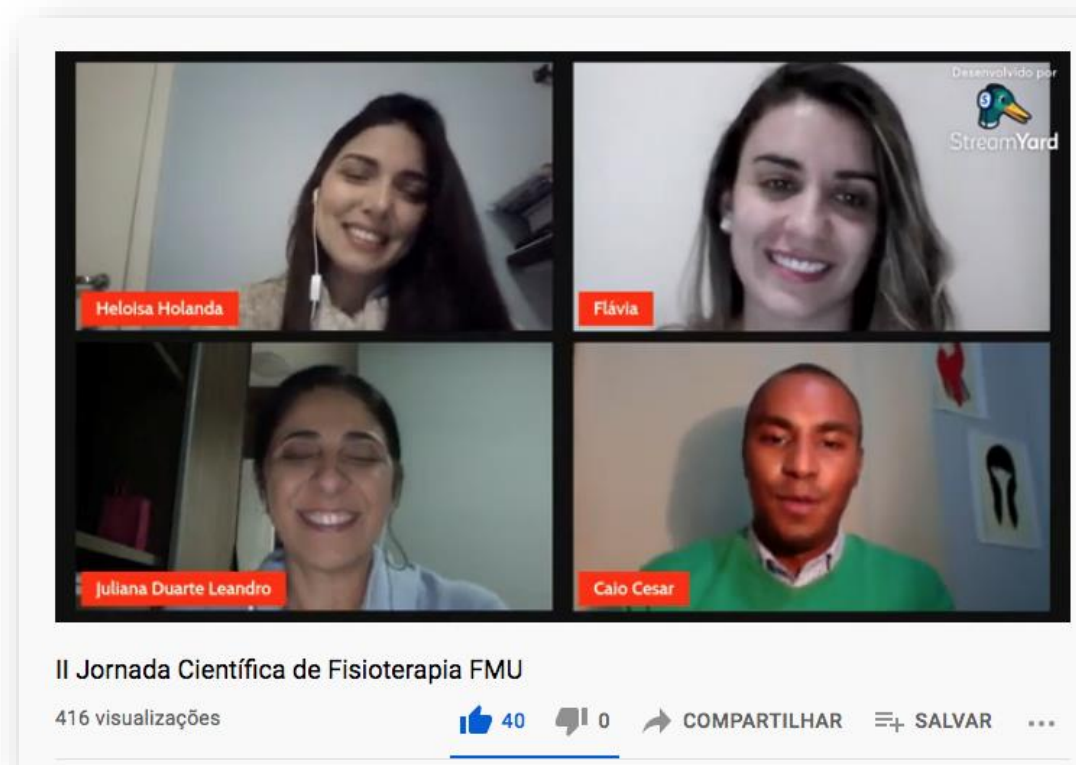 Desenvolvido por
StreamYard
Heloisa Holanda
Flávia
Juliana Duarte Leandro
Caio Cesar
II Jornada Científica de Fisioterapia FMU
416 visualizações
40
0
COMPARTILHAR
SALVAR